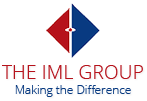 THE IML GROUP
Making the Difference